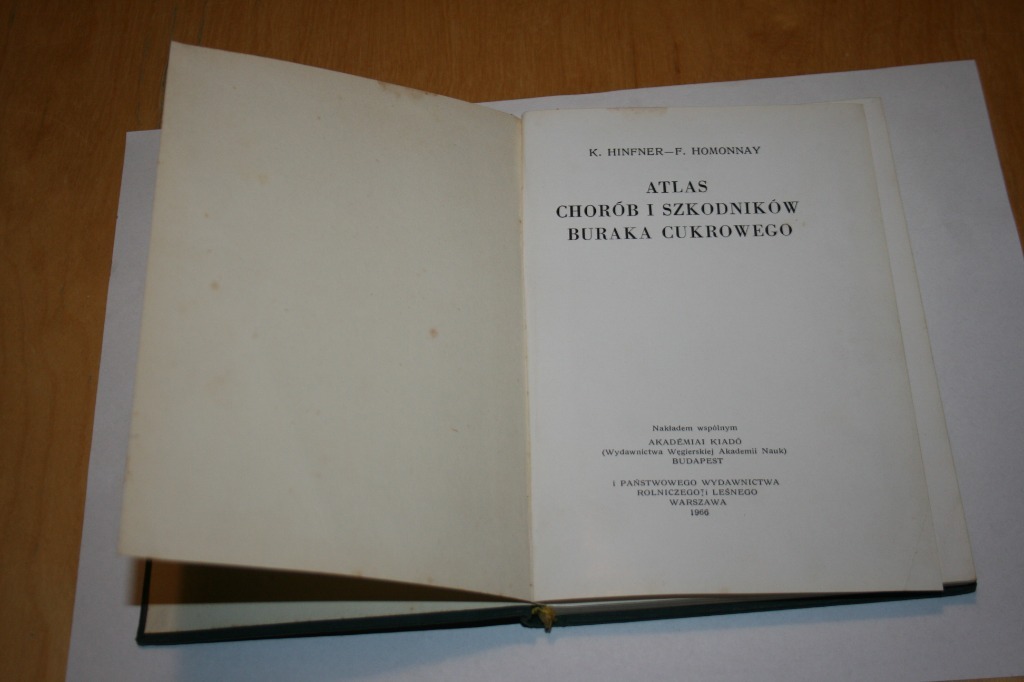 K. HINFNER—F. HOMONNAY
ATLAS
CHORÓB I SZKODNIKÓW
BURAKA CUKROWEGO
Nakładem wspólnym
AKADÉMIAI KIADÓ
(Wydawnictwa Węgierskiej Akademii Nauk)
BUDAPEST
i PAŃSTWOWEGO WYDAWNICTWA
ROLNICZEGO i LEŚNEGO
WARSZAWA
1966